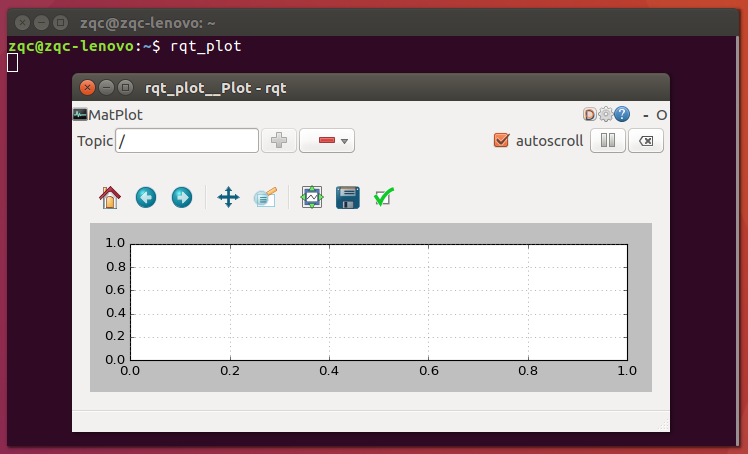 zqc@zqc-lenovo: ~
zqc@zqc-lenovo:~$ rqt_plot
rqt_plot__Plot - rqt
MatPlot D ? - O
Topic / autoscroll
1.0
0.8
0.6
0.4
0.2
0.0
0.0 0.2 0.4 0.6 0.8 1.0